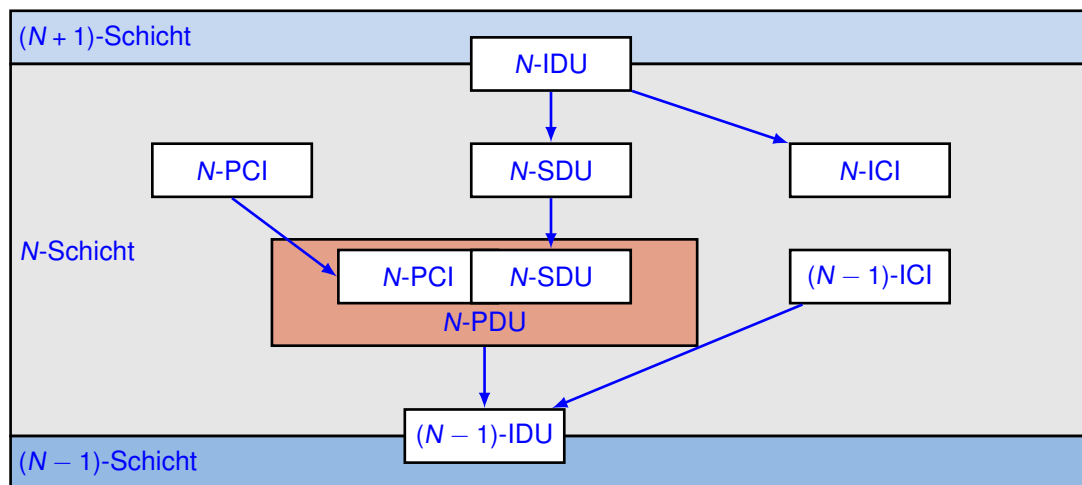 (N + 1)-Schicht
N-IDU
N-PCI
N-SDU
N-ICI
N-Schicht
N-PCI
N-SDU
(N − 1)-ICI
N-PDU
(N − 1)-IDU
(N − 1)-Schicht